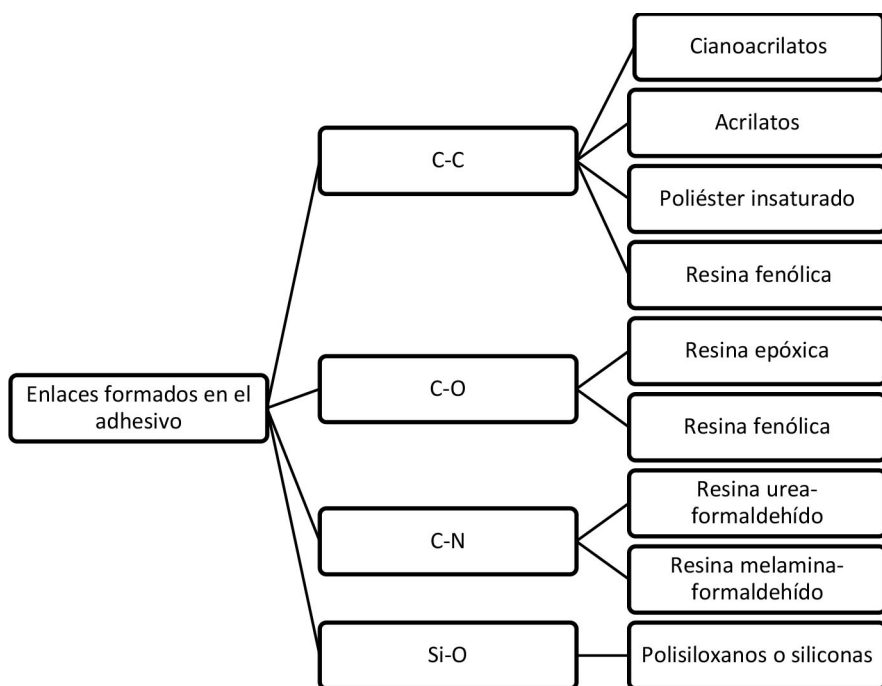 Cianoacrilatos
Acrilatos
C-C
Poliéster insaturado
Resina fenólica
Resina epóxica
Enlaces formados en el
adhesivo
C-O
Resina fenólica
Resina urea-
formaldehído
C-N
Resina melamina-
formaldehído
Si-O
Polisiloxanos o siliconas